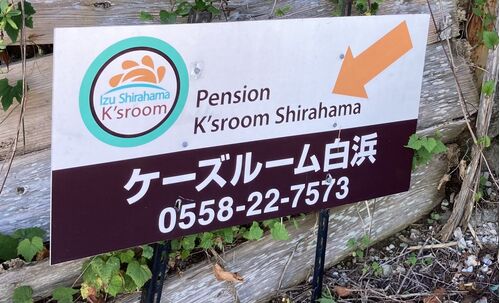 Izu Shirahama
K'sroom
Pension
K'sroom Shirahama
ケーズルーム白浜
0558-22-7573